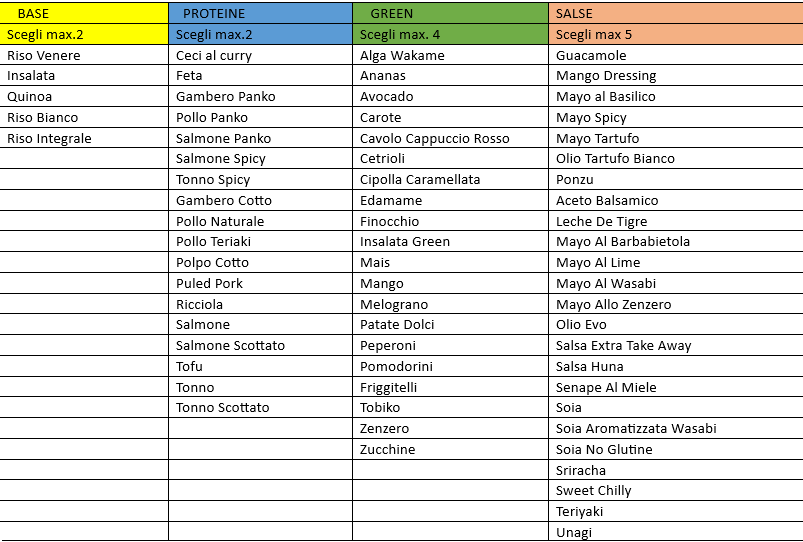 BASE PROTEINE GREEN SALSE
Scegli max.2 Scegli max.2 Scegli max. 4 Scegli max 5
Riso Venere Ceci al curry Alga Wakame Guacamole
Insalata Feta Ananas Mango Dressing
Quinoa Gambero Panko Avocado Mayo al Basilico
Riso Bianco Pollo Panko Carote Mayo Spicy
Riso Integrale Salmone Panko Cavolo Cappuccio Rosso Mayo Tartufo
Salmone Spicy Cetrioli Olio Tartufo Bianco
Tonno Spicy Cipolla Caramellata Ponzu
Gambero Cotto Edamame Aceto Balsamico
Pollo Naturale Finocchio Leche De Tigre
Pollo Teriaki Insalata Green Mayo Al Barbabietola
Polpo Cotto Mais Mayo Al Lime
Puled Pork Mango Mayo Al Wasabi
Ricciola Melograno Mayo Allo Zenzero
Salmone Patate Dolci Olio Evo
Salmone Scottato Peperoni Salsa Extra Take Away
Tofu Pomodorini Salsa Huna
Tonno Friggitelli Senape Al Miele
Tonno Scottato Tobiko Soia
Zenzero Soia Aromatizzata Wasabi
Zucchine Soia No Glutine
Sriracha
Sweet Chilly
Teriyaki
Unagi